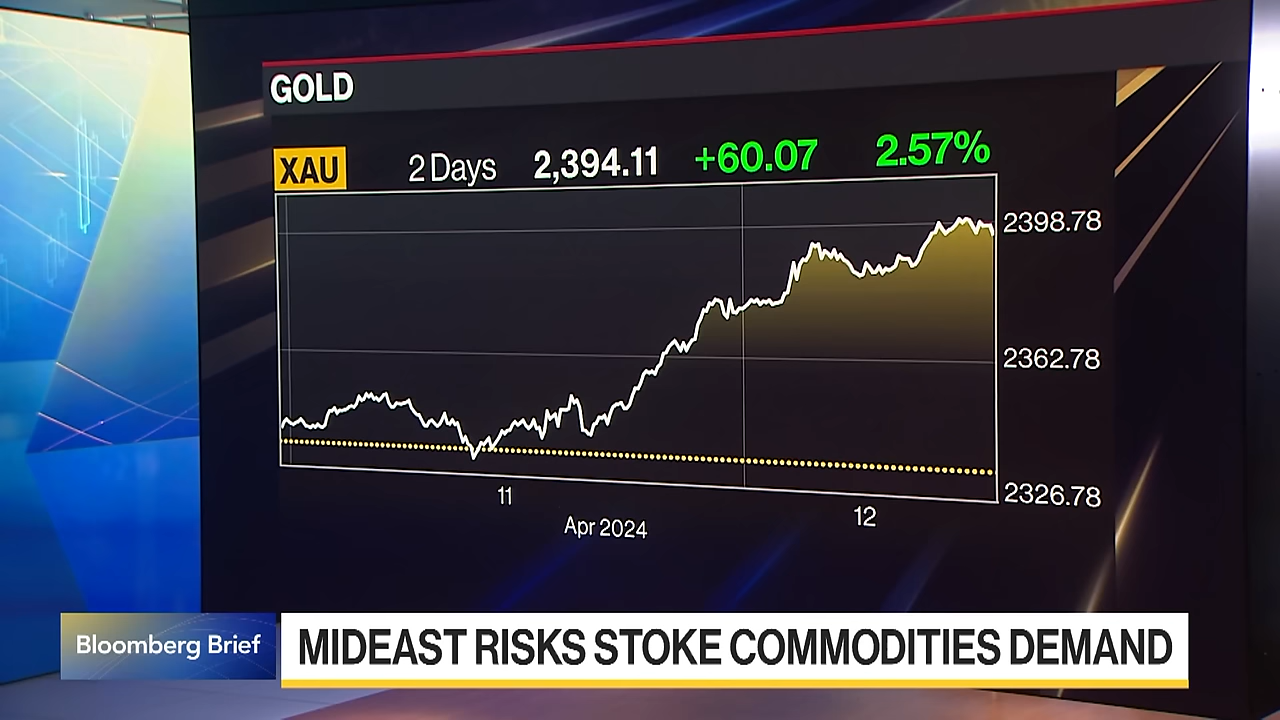 GOLD
XAU 2 Days 2,394.11 +60.07 2.57%
2398.78
2362.78
2326.78
11 12
Apr 2024
Bloomberg Brief
MIDEAST RISKS STOKE COMMODITIES DEMAND